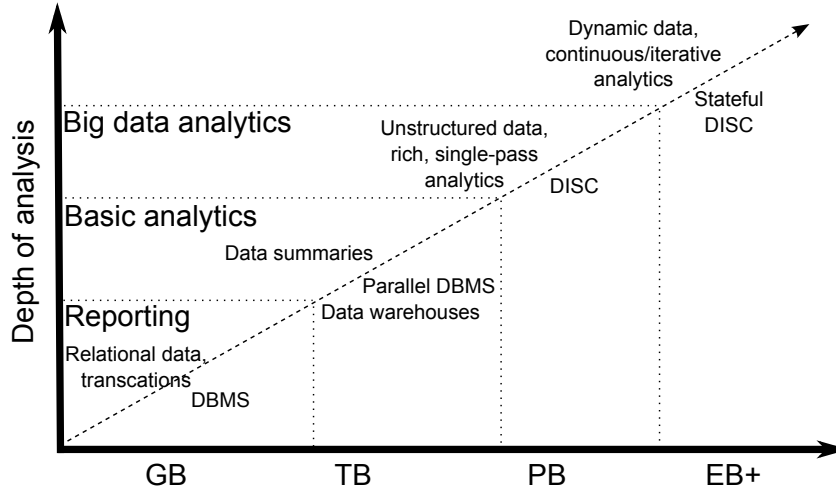 Dynamic data,
continuous/iterative
analytics
Stateful
DISC
Big data analytics
Unstructured data,
rich, single-pass
analytics
DISC
Basic analytics
Data summaries
Parallel DBMS
Data warehouses
Reporting
Relational data,
transcations
DBMS
Depth of analysis
GB
TB
PB
EB+